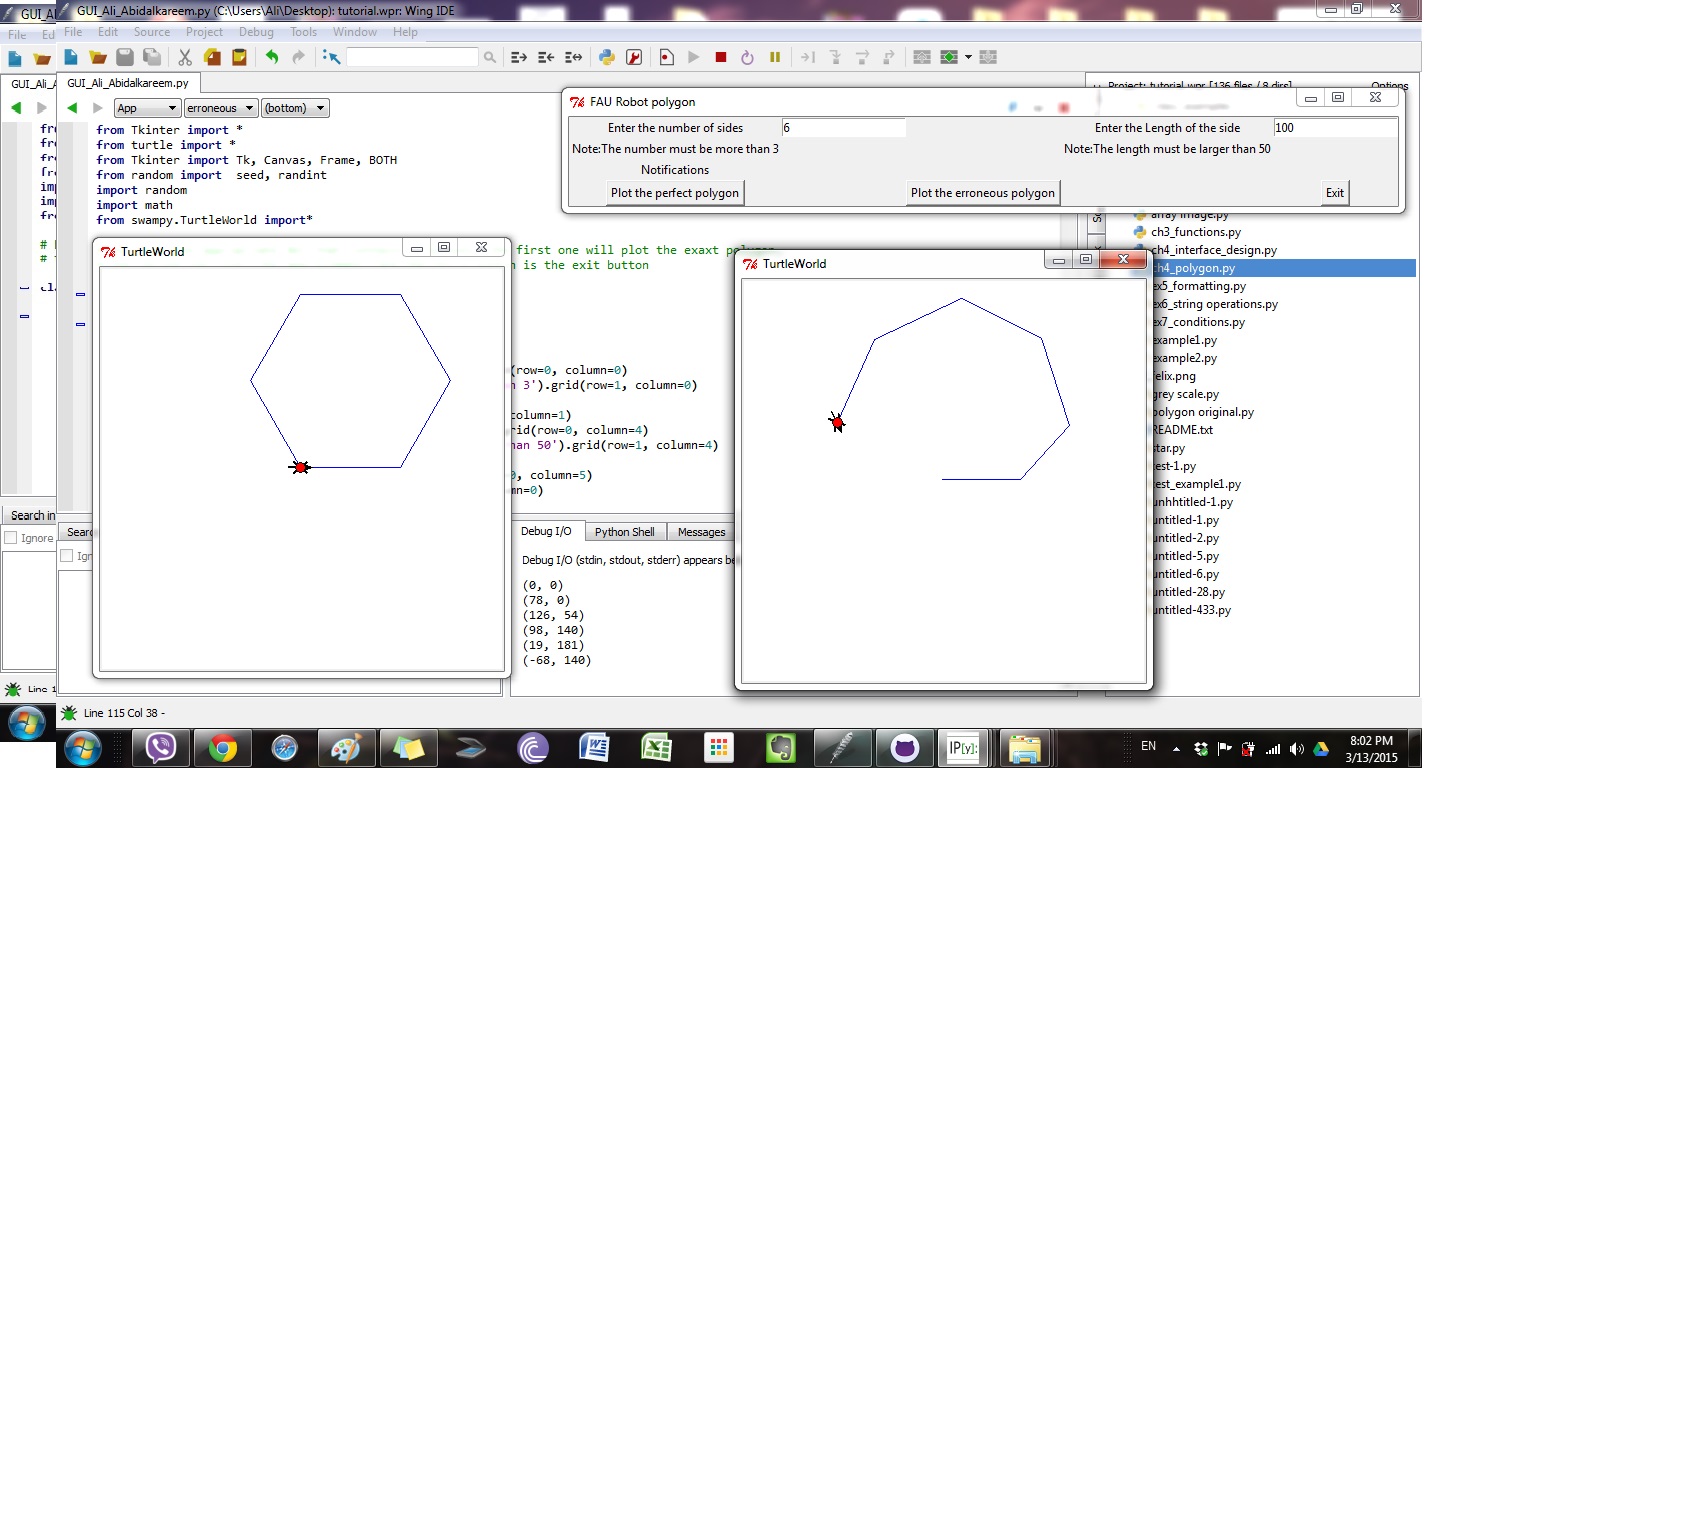 GUI_Al
GUI_Ali_Abidalkareem.py (C:\Users\Ali\Desktop): tutorial.wpr: Wing IDE
File Ed
File Edit Source Project Debug Tools Window Help
GUI_Ali_A
GUI_Ali_Abidalkareem.py
App erroneous (bottom)
Project: tutorial.wpr [136 files / 8 dirs] Options
from Tkinter import *
from turtle import *
from Tkinter import Tk, Canvas, Frame, BOTH
from random import seed, randint
import random
import math
from swampy.TurtleWorld import*
first one will plot the exaxt polygon
is the exit button
(row=0, column=0)
n 3').grid(row=1, column=0)
column=1)
rid(row=0, column=4)
han 50').grid(row=1, column=4)
0, column=5)
mn=0)
FAU Robot polygon
Enter the number of sides 6 Enter the Length of the side 100
Note:The number must be more than 3 Note:The length must be larger than 50
Notifications
Plot the perfect polygon Plot the erroneous polygon Exit
TurtleWorld
TurtleWorld
array image.py
ch3_functions.py
ch4_interface_design.py
ch4_polygon.py
ex5_formatting.py
ex6_string operations.py
ex7_conditions.py
example1.py
example2.py
felix.png
grey scale.py
polygon original.py
README.txt
star.py
test-1.py
test_example1.py
unhhtitled-1.py
untitled-1.py
untitled-2.py
untitled-5.py
untitled-6.py
untitled-28.py
untitled-433.py
Search in
Ignore
Searc
Ign
Debug I/O Python Shell Messages
Debug I/O (stdin, stdout, stderr) appears be
(0, 0)
(78, 0)
(126, 54)
(98, 140)
(19, 181)
(-68, 140)
Line 1
Line 115 Col 38 -
IP[y]:
EN
8:02 PM
3/13/2015